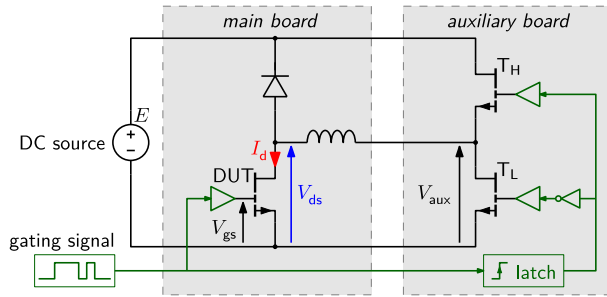 main board
auxiliary board
T_H
E
DC source
I_d
DUT
V_ds
V_gs
V_aux
T_L
gating signal
latch